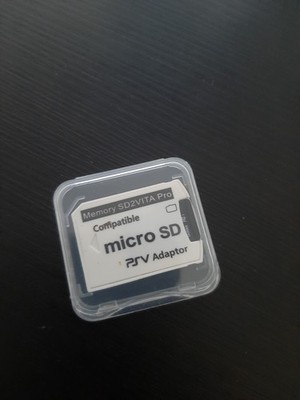 Memory SD2VITA Pro
Compatible
micro SD
PSV Adaptor